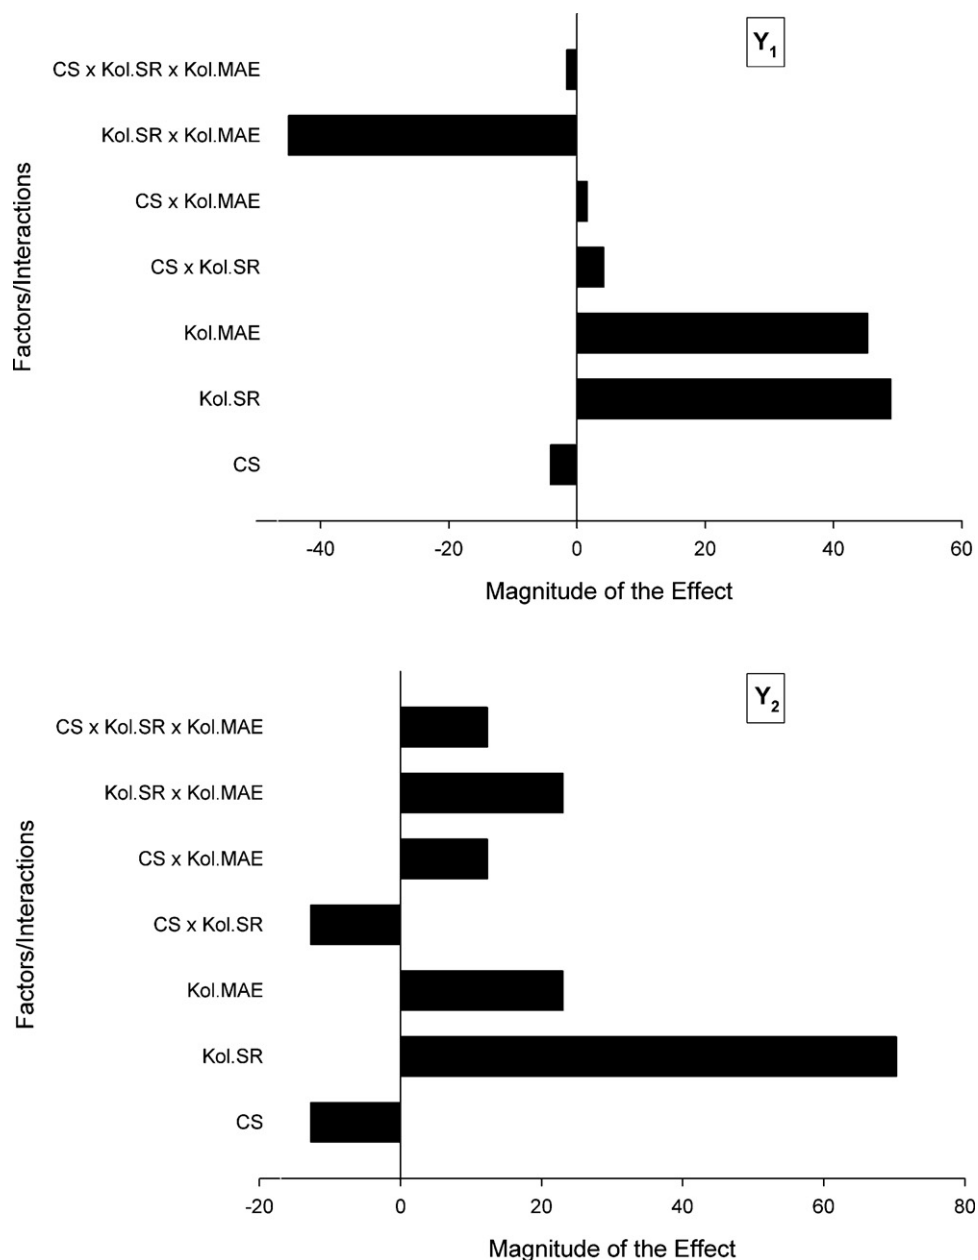 Y1
CS x Kol.SR x Kol.MAE
Kol.SR x Kol.MAE
CS x Kol.MAE
CS x Kol.SR
Kol.MAE
Kol.SR
CS
Factors/Interactions
-40 -20 0 20 40 60
Magnitude of the Effect
Y2
CS x Kol.SR x Kol.MAE
Kol.SR x Kol.MAE
CS x Kol.MAE
CS x Kol.SR
Kol.MAE
Kol.SR
CS
Factors/Interactions
-20 0 20 40 60 80
Magnitude of the Effect